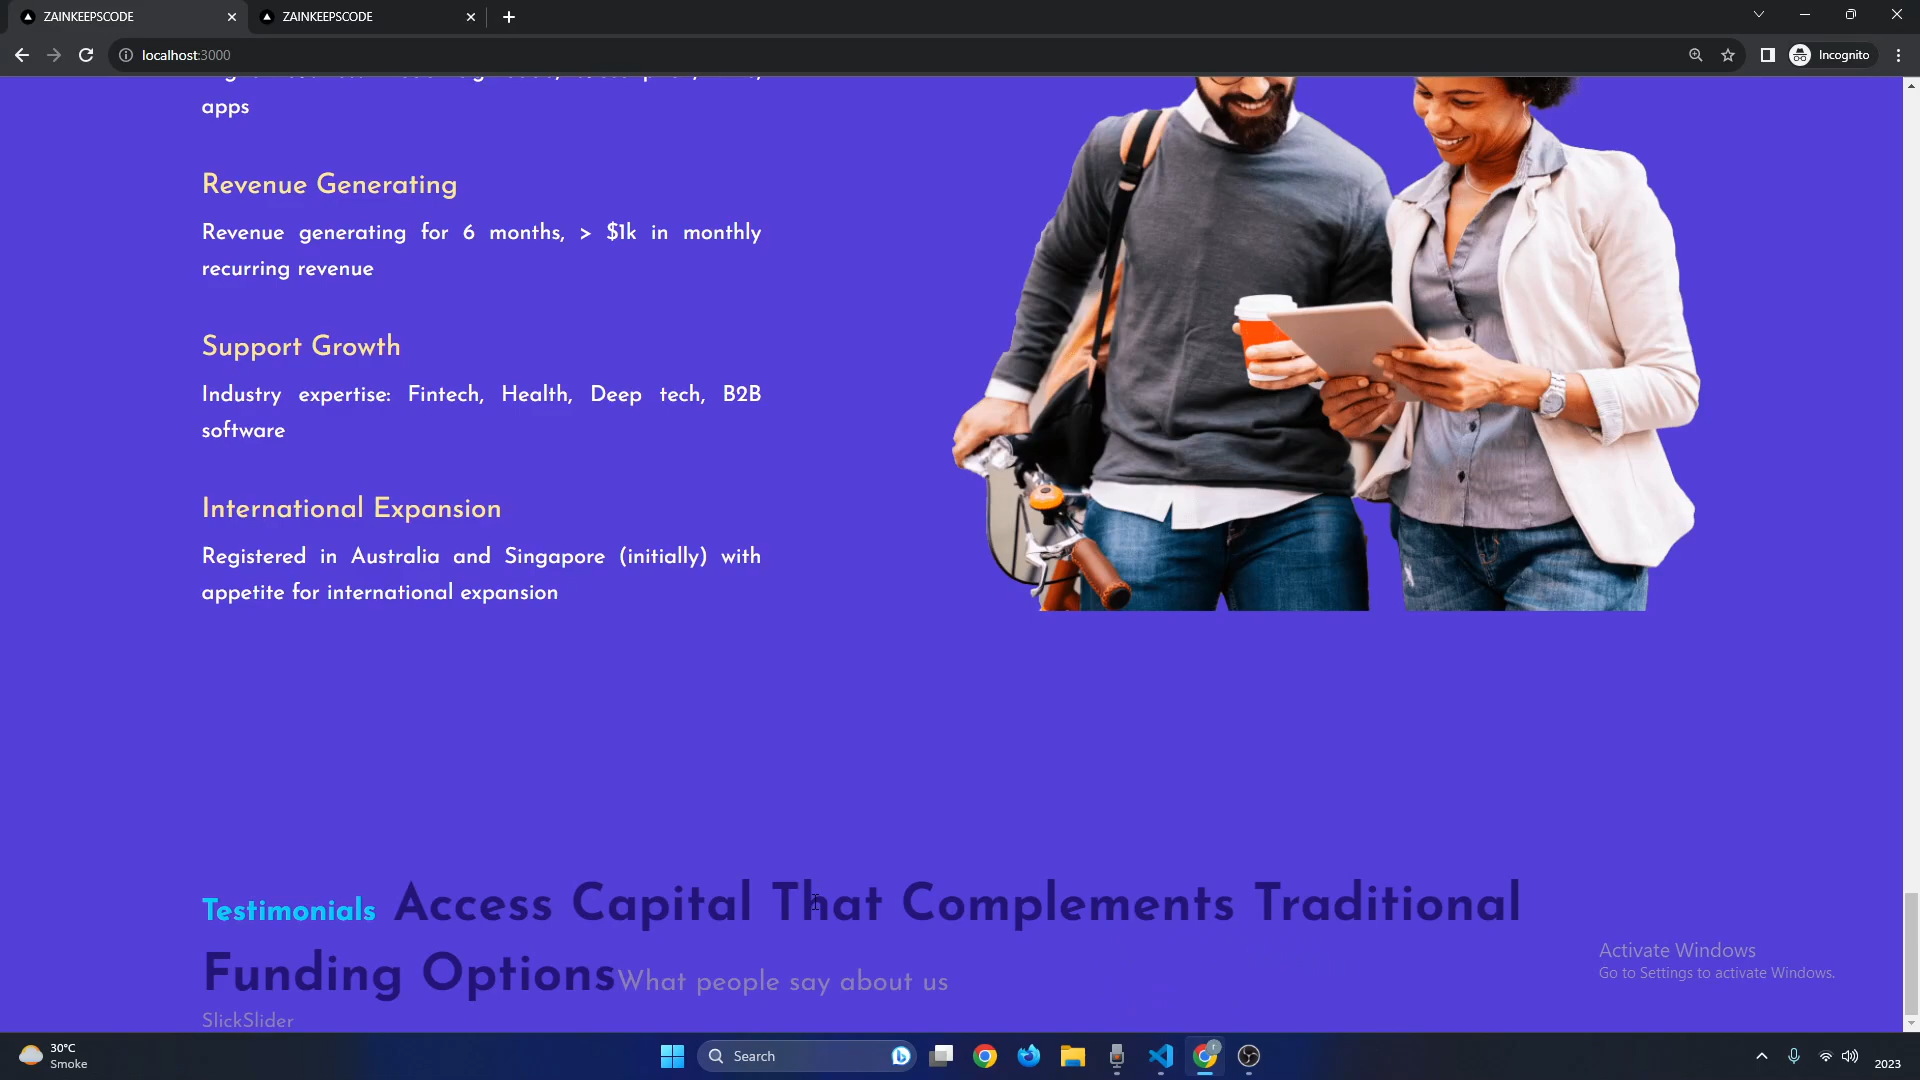 ZAINKEEPSCODE
ZAINKEEPSCODE
localhost:3000
Incognito
apps
Revenue Generating
Revenue generating for 6 months, > $1k in monthly
recurring revenue
Support Growth
Industry expertise: Fintech, Health, Deep tech, B2B
software
International Expansion
Registered in Australia and Singapore (initially) with
appetite for international expansion
Testimonials Access Capital That Complements Traditional
Funding Options What people say about us
SlickSlider
Activate Windows
Go to Settings to activate Windows.
30°C
Smoke
Search
2023